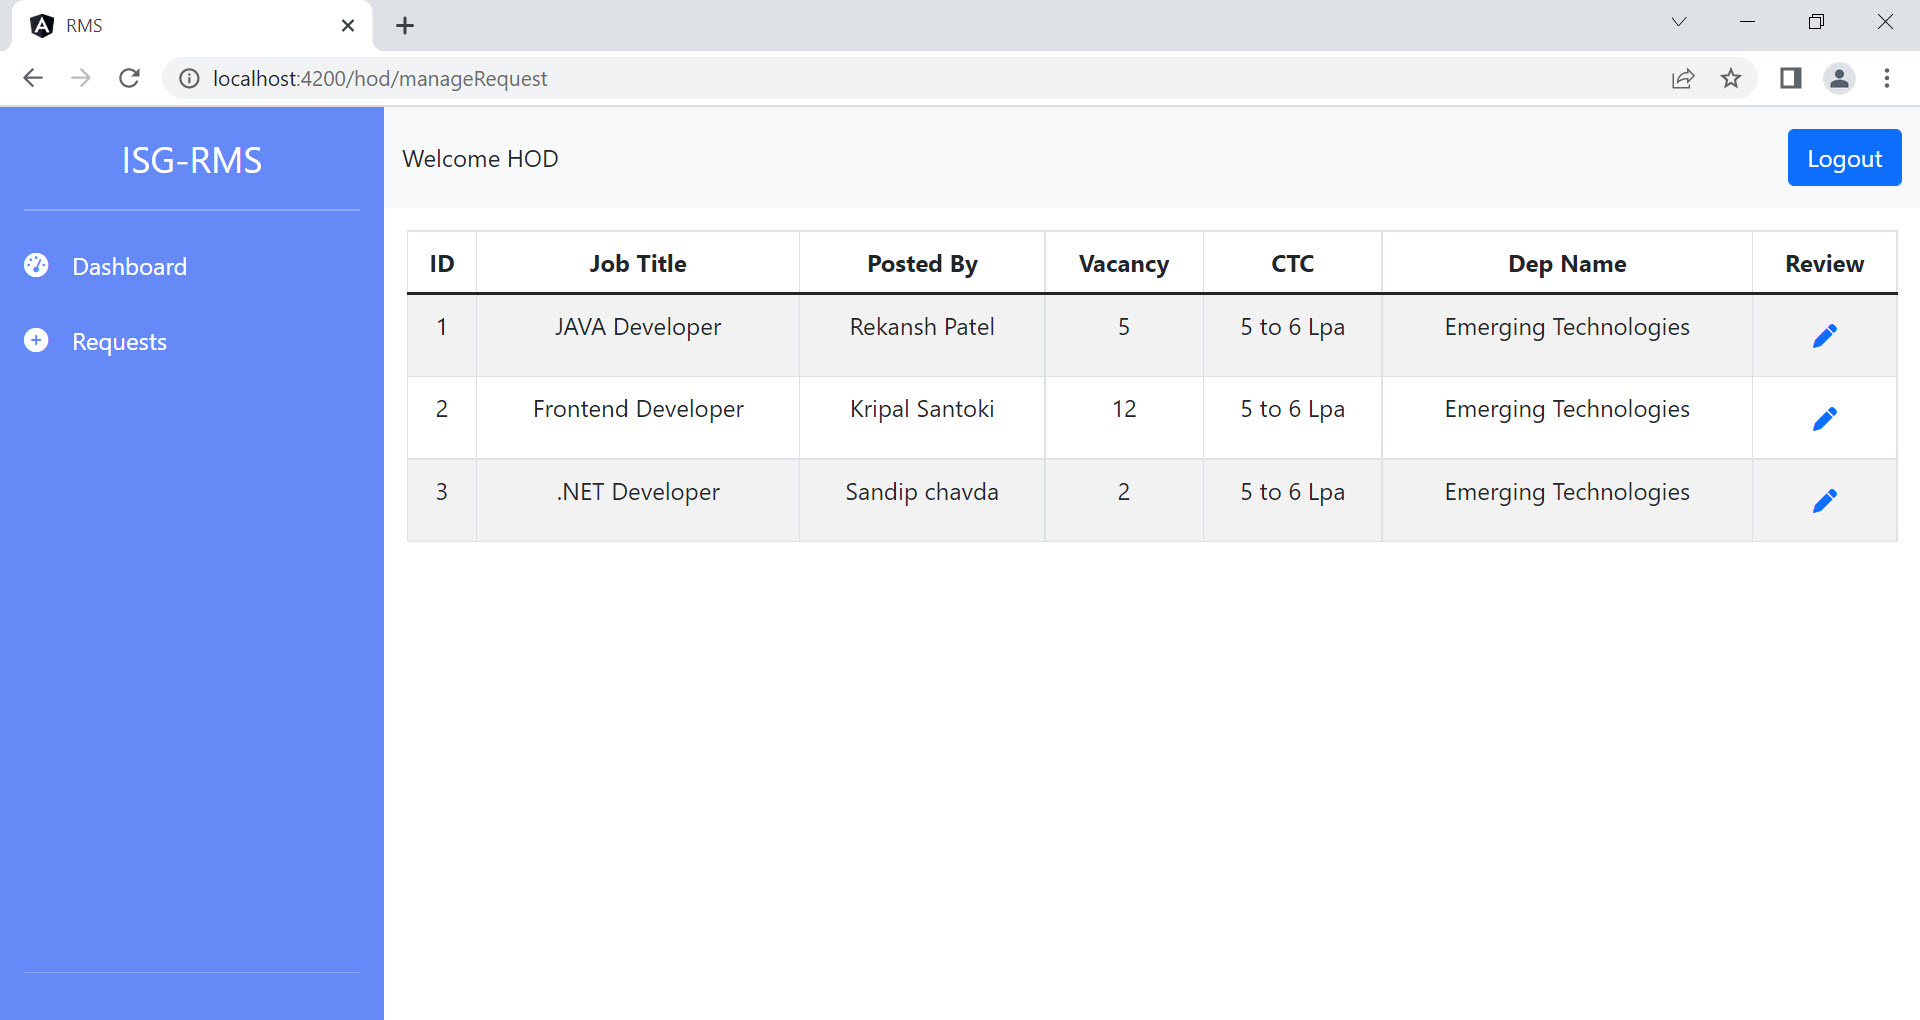 RMS
localhost:4200/hod/manageRequest
ISG-RMS
Welcome HOD
Logout
Dashboard
Requests
ID Job Title Posted By Vacancy CTC Dep Name Review
1 JAVA Developer Rekansh Patel 5 5 to 6 Lpa Emerging Technologies
2 Frontend Developer Kripal Santoki 12 5 to 6 Lpa Emerging Technologies
3 .NET Developer Sandip chavda 2 5 to 6 Lpa Emerging Technologies